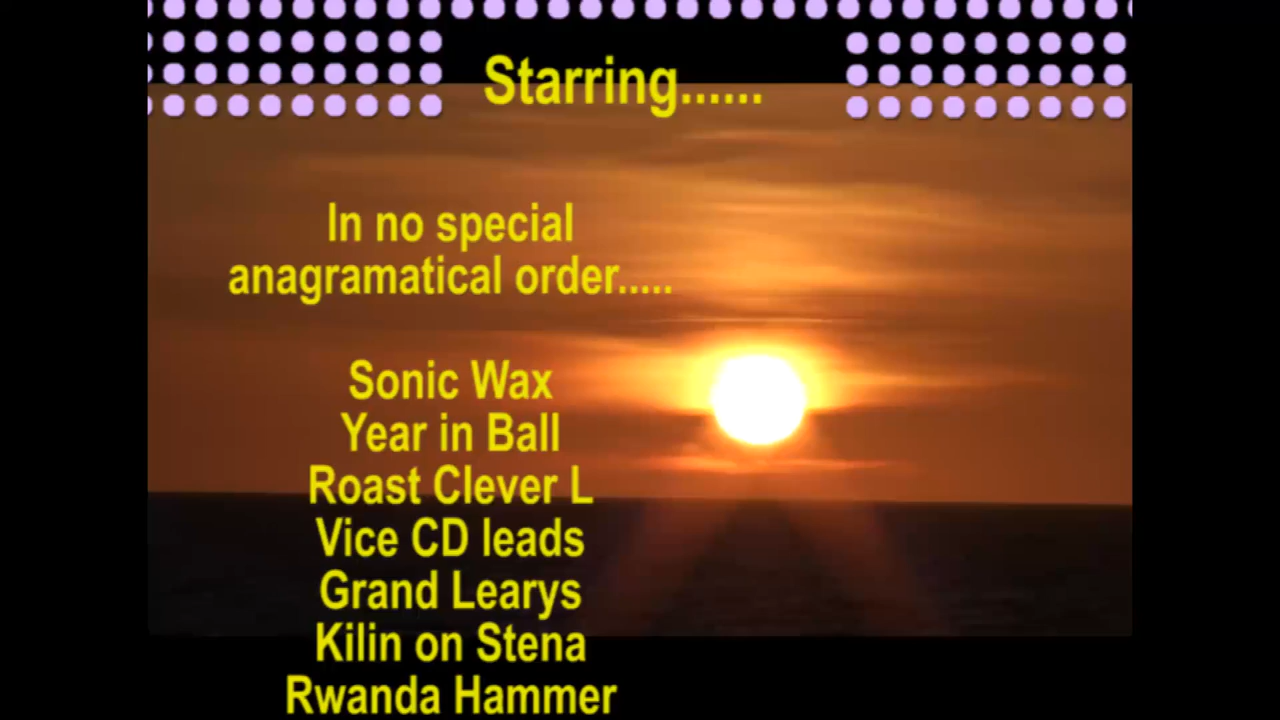 Starring......
In no special
anagramatical order.....
Sonic Wax
Year in Ball
Roast Clever L
Vice CD leads
Grand Learys
Kilin on Stena
Rwanda Hammer